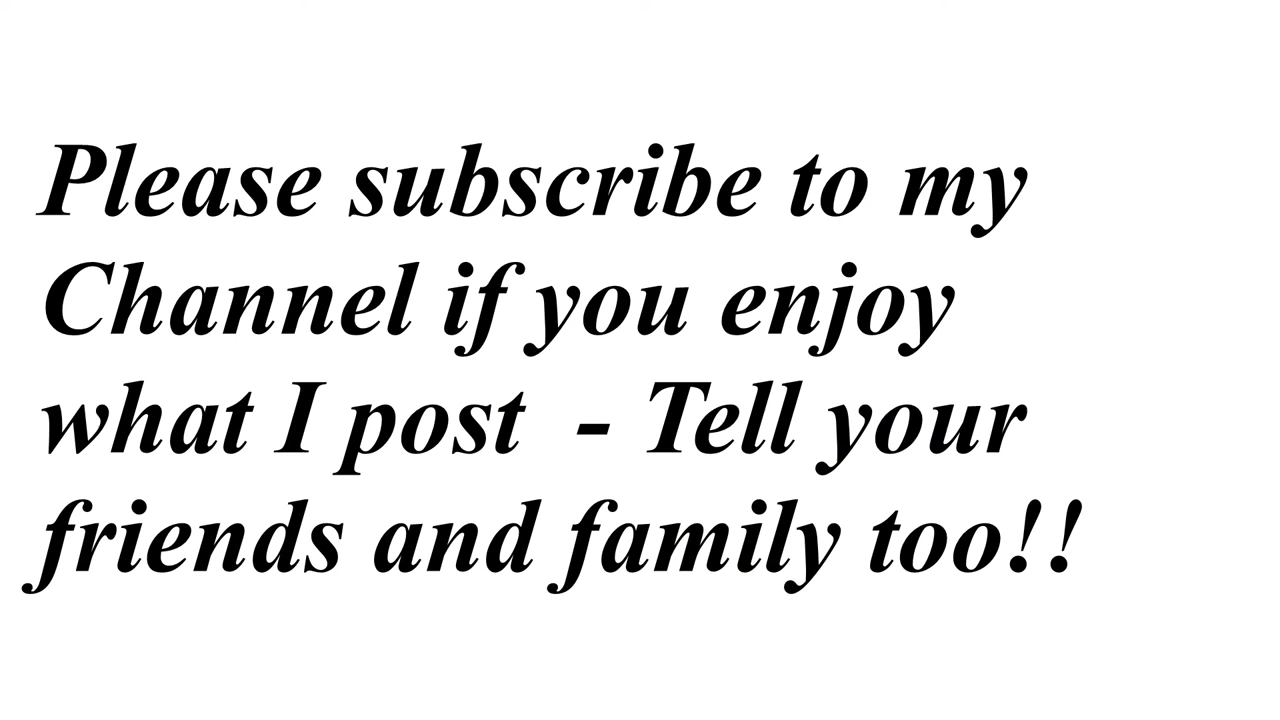 Please subscribe to my
Channel if you enjoy
what I post  - Tell your
friends and family too!!